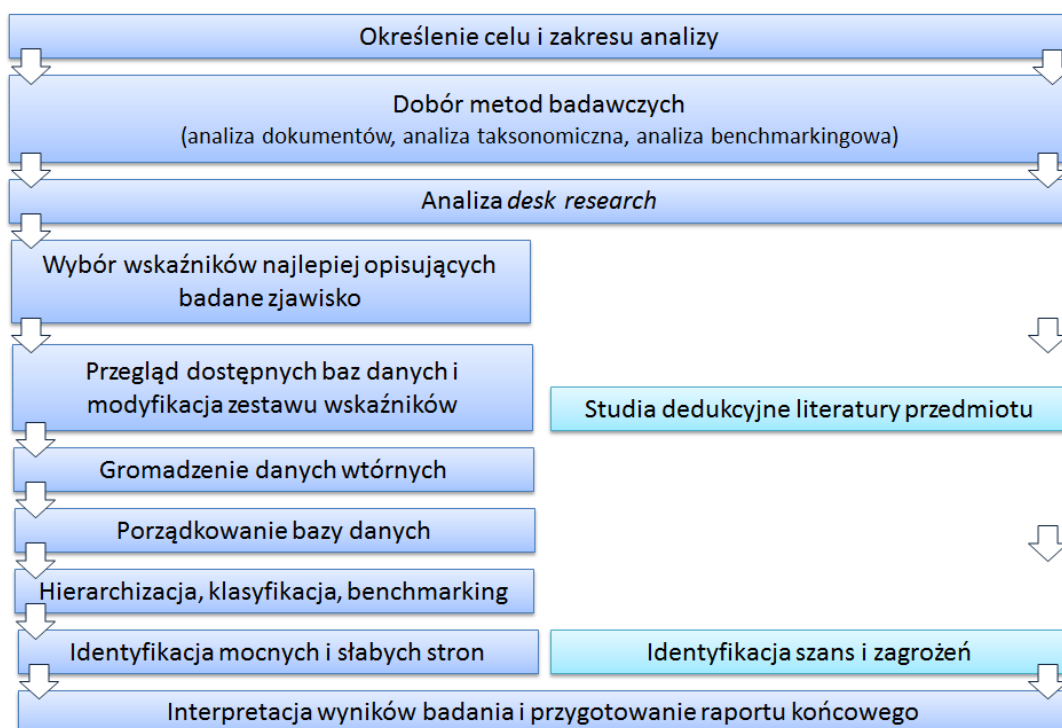 Określenie celu i zakresu analizy
Dobór metod badawczych
(analiza dokumentów, analiza taksonomiczna, analiza benchmarkingowa)
Analiza desk research
Wybór wskaźników najlepiej opisujących
badane zjawisko
Przegląd dostępnych baz danych i
modyfikacja zestawu wskaźników
Studia dedukcyjne literatury przedmiotu
Gromadzenie danych wtórnych
Porządkowanie bazy danych
Hierarchizacja, klasyfikacja, benchmarking
Identyfikacja mocnych i słabych stron
Identyfikacja szans i zagrożeń
Interpretacja wyników badania i przygotowanie raportu końcowego